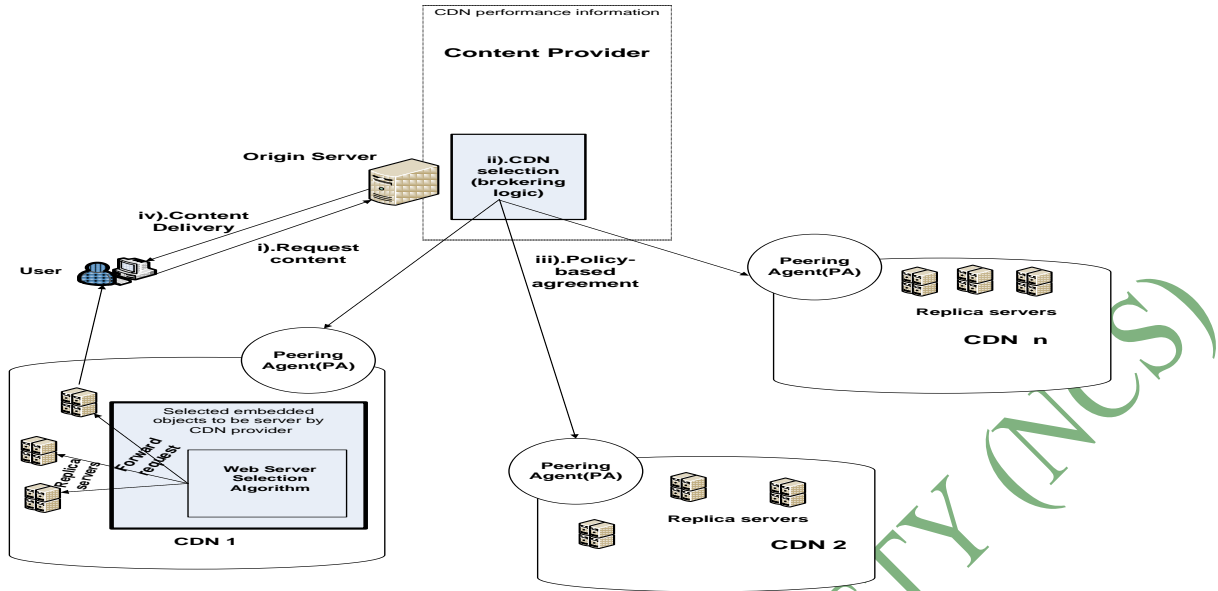 CDN performance information
Content Provider
Origin Server
ii).CDN
selection
(brokering
logic)
iv).Content
Delivery
i).Request
content
User
iii).Policy-
based
agreement
Peering
Agent(PA)
Replica servers
CDN n
Peering
Agent(PA)
Selected embedded
objects to be server by
CDN provider
Forward
request
Replica
servers
Web Server
Selection
Algorithm
CDN 1
Peering
Agent(PA)
Replica servers
CDN 2
TY (NCS)